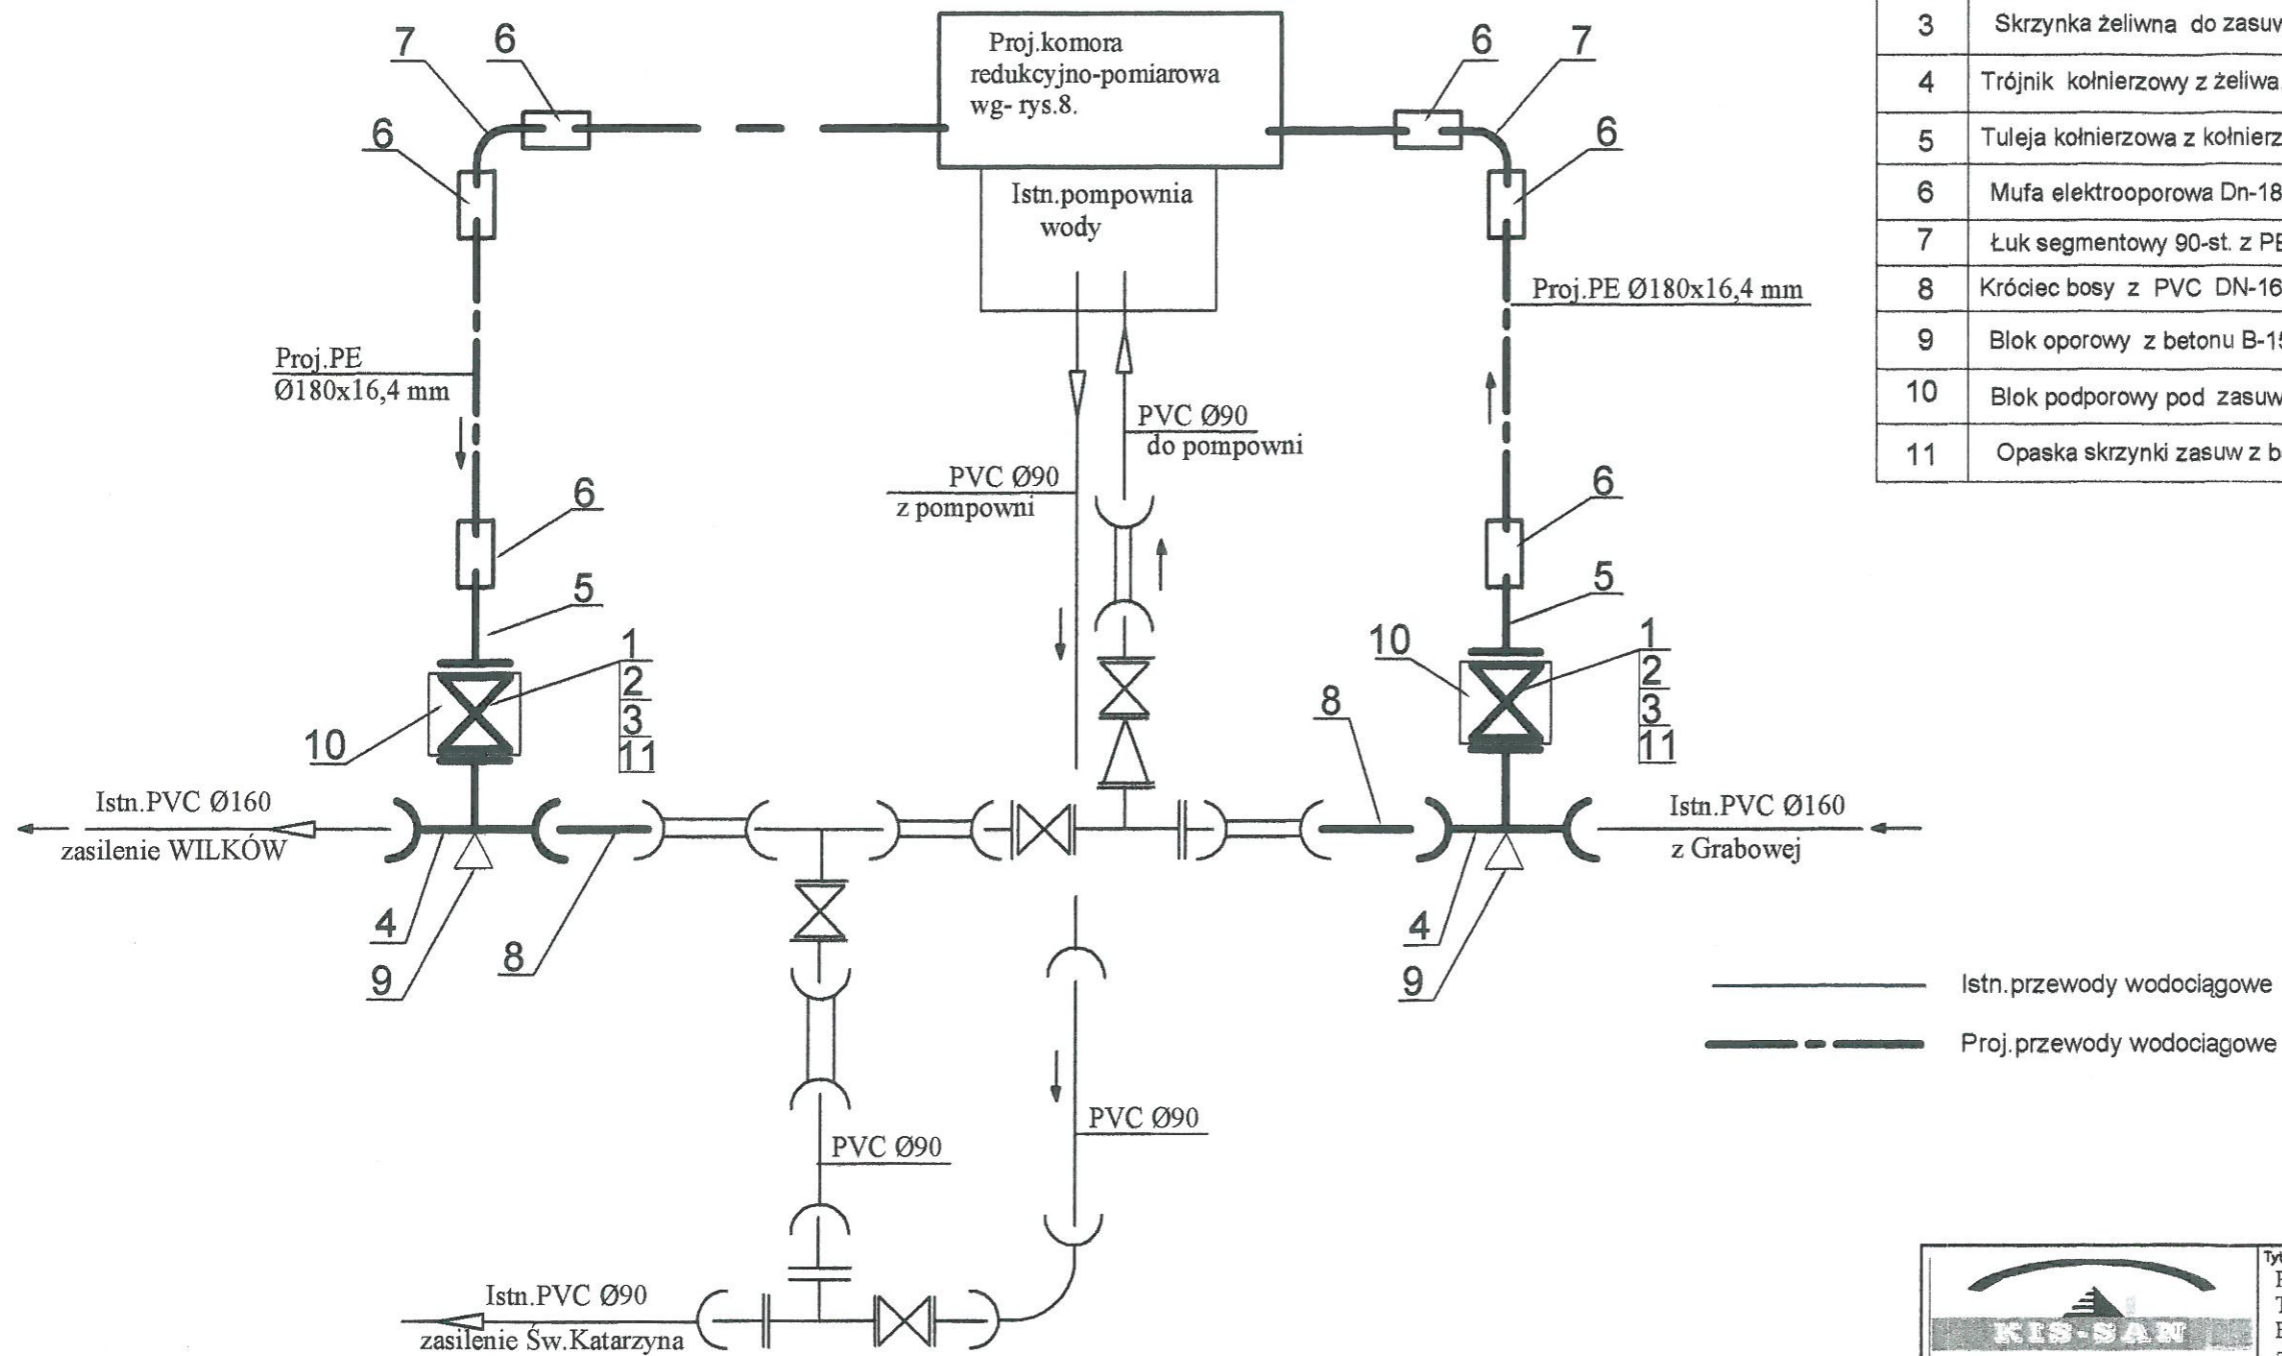 3 Skrzynka żeliwna do zasuw
4 Trójnik kołnierzowy z żeliwa
5 Tuleja kołnierzowa z kołnierz
6 Mufa elektrooporowa Dn-18
7 Łuk segmentowy 90-st. z PE
8 Króciec bosy z PVC DN-16
9 Blok oporowy z betonu B-15
10 Blok podporowy pod zasuw
11 Opaska skrzynki zasuw z b
7
6
6
Proj.komora
redukcyjno-pomiarowa
wg- rys.8.
6
7
6
Istn.pompownia
wody
Proj.PE Ø180x16,4 mm
Proj.PE
Ø180x16,4 mm
PVC Ø90
do pompowni
PVC Ø90
z pompowni
6
5
6
5
1
2
3
11
10
10
1
2
3
11
8
Istn.PVC Ø160
zasilenie WILKÓW
Istn.PVC Ø160
z Grabowej
4
9
8
4
9
Istn.przewody wodociągowe
Proj.przewody wodociagowe
PVC Ø90
PVC Ø90
Istn.PVC Ø90
zasilenie Św.Katarzyna
KIS-SAN